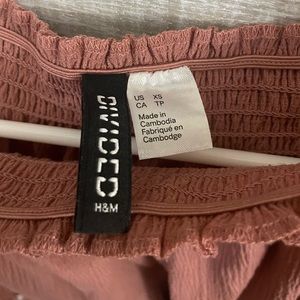 DIVIDED
H&M
US XS
CA TP
Made in
Cambodia
Fabriqué en
Cambodge